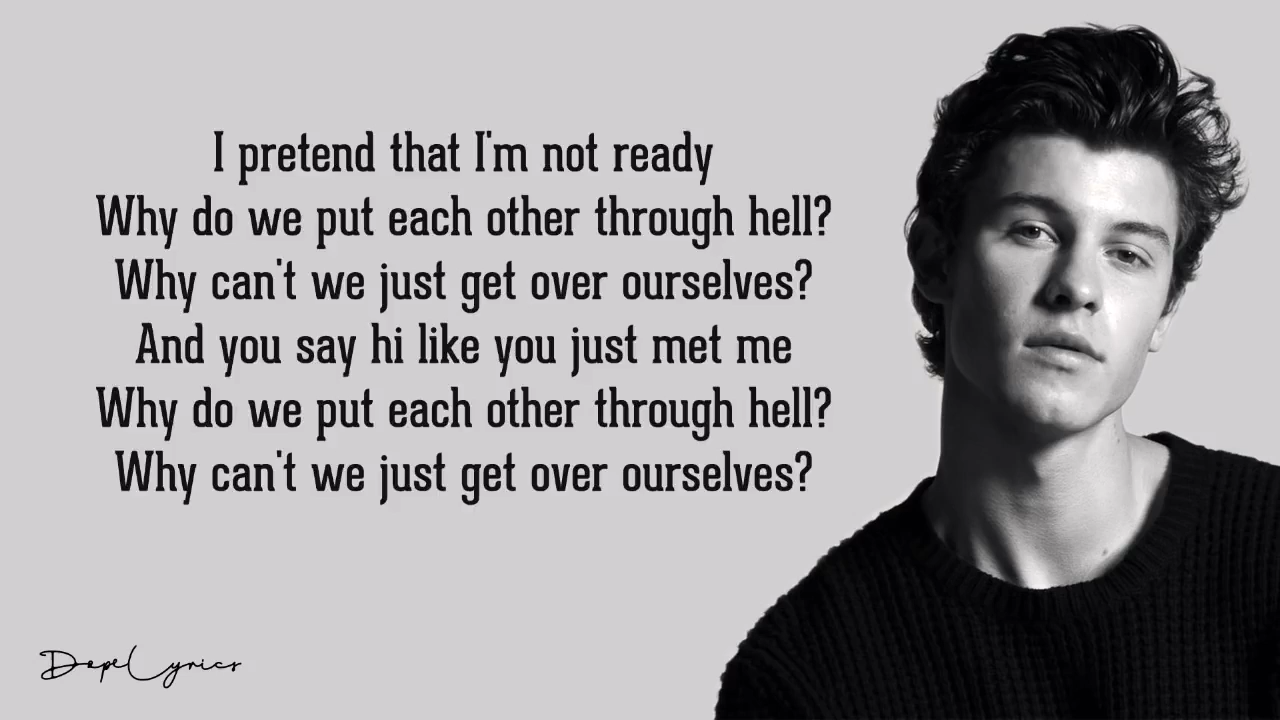 I pretend that I'm not ready
Why do we put each other through hell?
Why can't we just get over ourselves?
And you say hi like you just met me
Why do we put each other through hell?
Why can't we just get over ourselves?
DopeLyrics